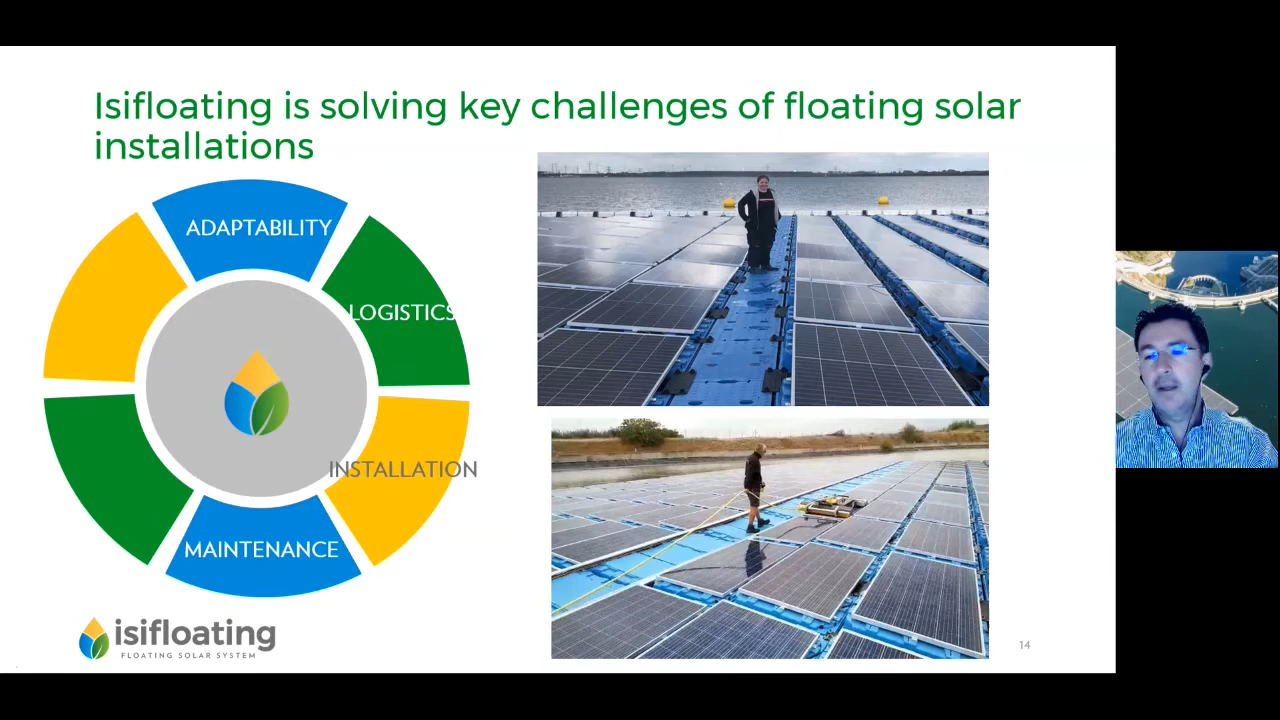 Isifloating is solving key challenges of floating solar
installations
ADAPTABILITY
LOGISTICS
INSTALLATION
MAINTENANCE
isifloating
FLOATING SOLAR SYSTEM
14